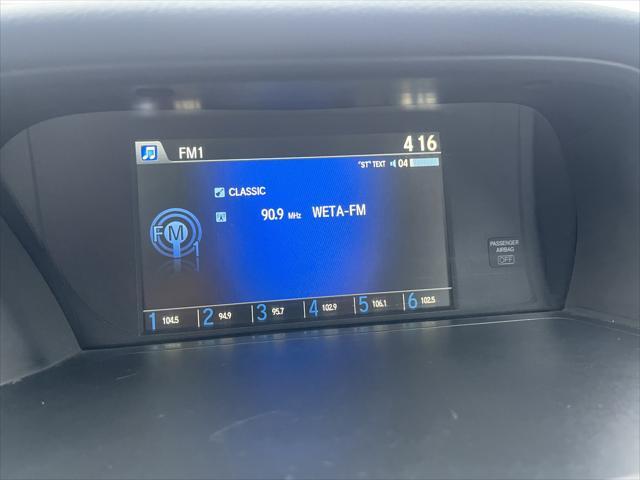 FM1 4 16
"ST" TEXT 04
CLASSIC
90.9 MHz WETA-FM
FM
1
PASSENGER
AIRBAG
OFF
1 104.5 2 94.9 3 95.7 4 102.9 5 106.1 6 102.5